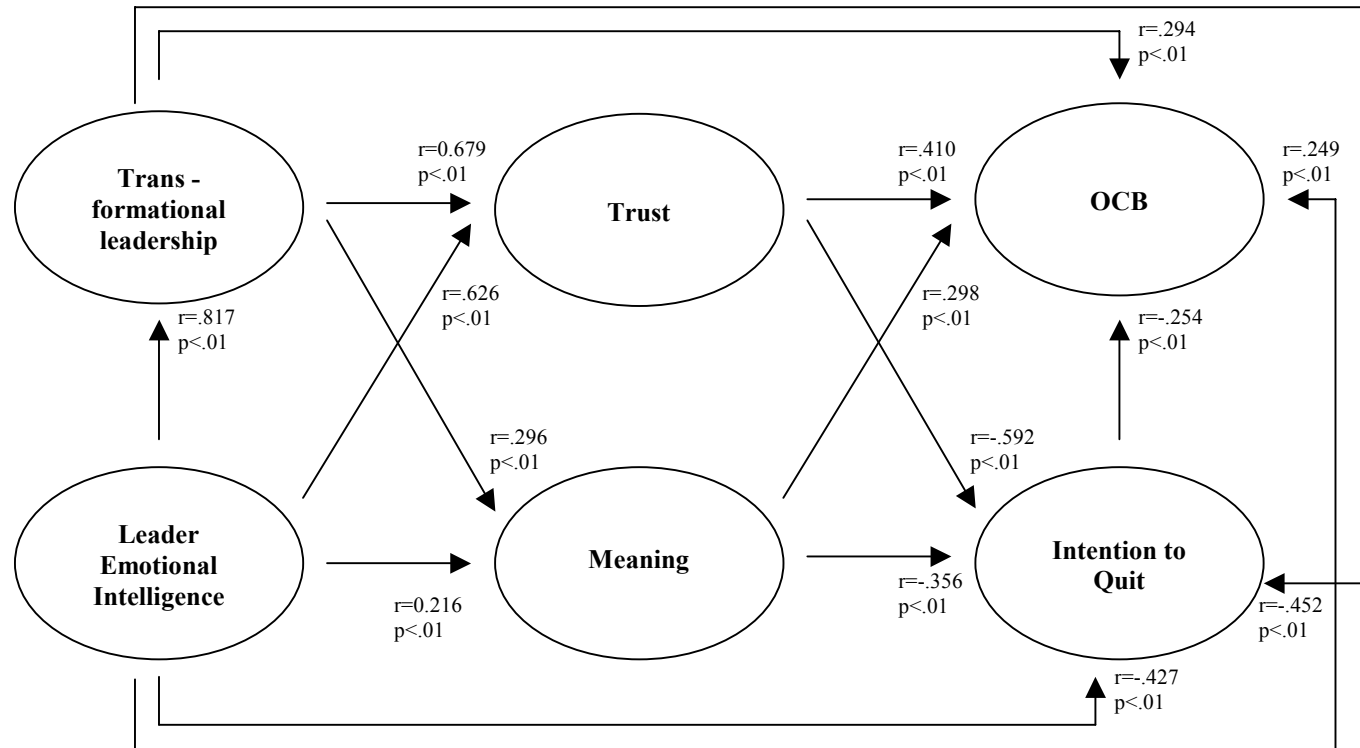 r=.294
p<.01
r=0.679
p<.01
r=.410
p<.01
r=.249
p<.01
Trans -
formational
leadership
Trust
OCB
r=.817
p<.01
r=.626
p<.01
r=.298
p<.01
r=-.254
p<.01
r=.296
p<.01
r=-.592
p<.01
Leader
Emotional
Intelligence
Meaning
Intention to
Quit
r=0.216
p<.01
r=-.356
p<.01
r=-.452
p<.01
r=-.427
p<.01